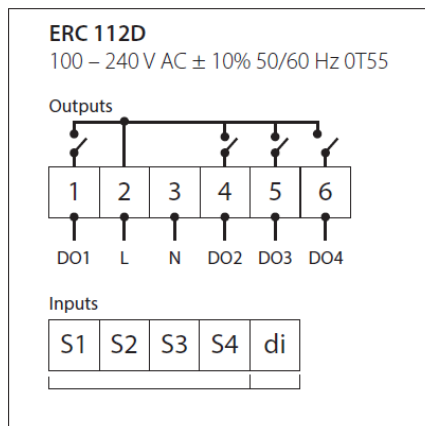 ERC 112D
100 – 240 V AC ± 10% 50/60 Hz 0T55
Outputs
1 2 3 4 5 6
DO1 L N DO2 DO3 DO4
Inputs
S1 S2 S3 S4 di